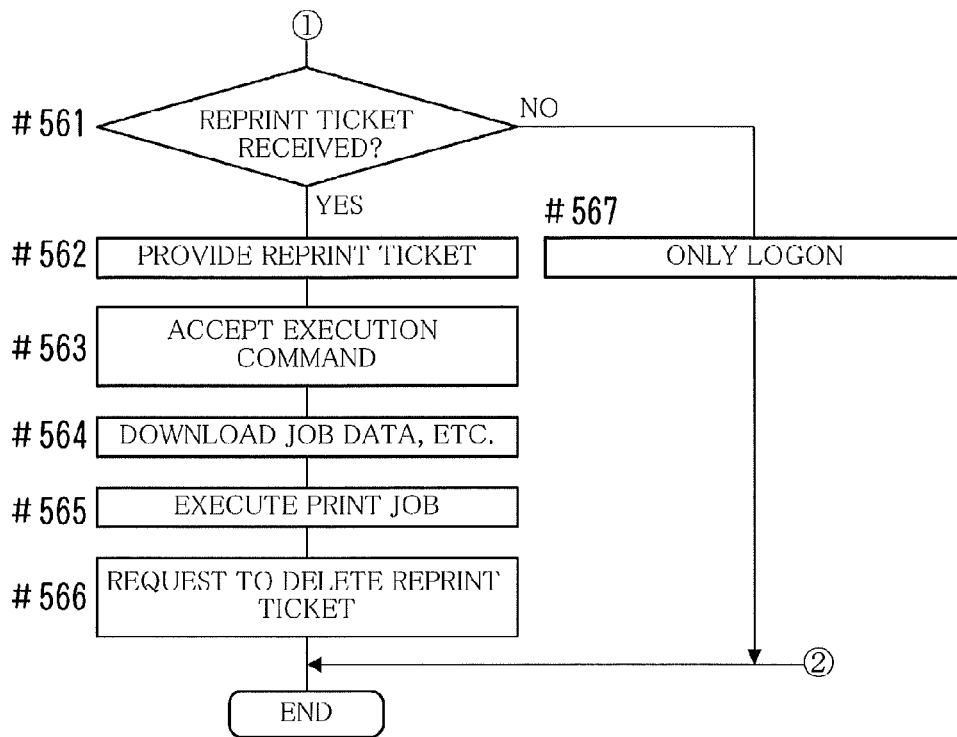 ①
#561
REPRINT TICKET
RECEIVED?
NO
YES
#567
#562
PROVIDE REPRINT TICKET
ONLY LOGON
#563
ACCEPT EXECUTION
COMMAND
#564
DOWNLOAD JOB DATA, ETC.
#565
EXECUTE PRINT JOB
#566
REQUEST TO DELETE REPRINT
TICKET
②
END